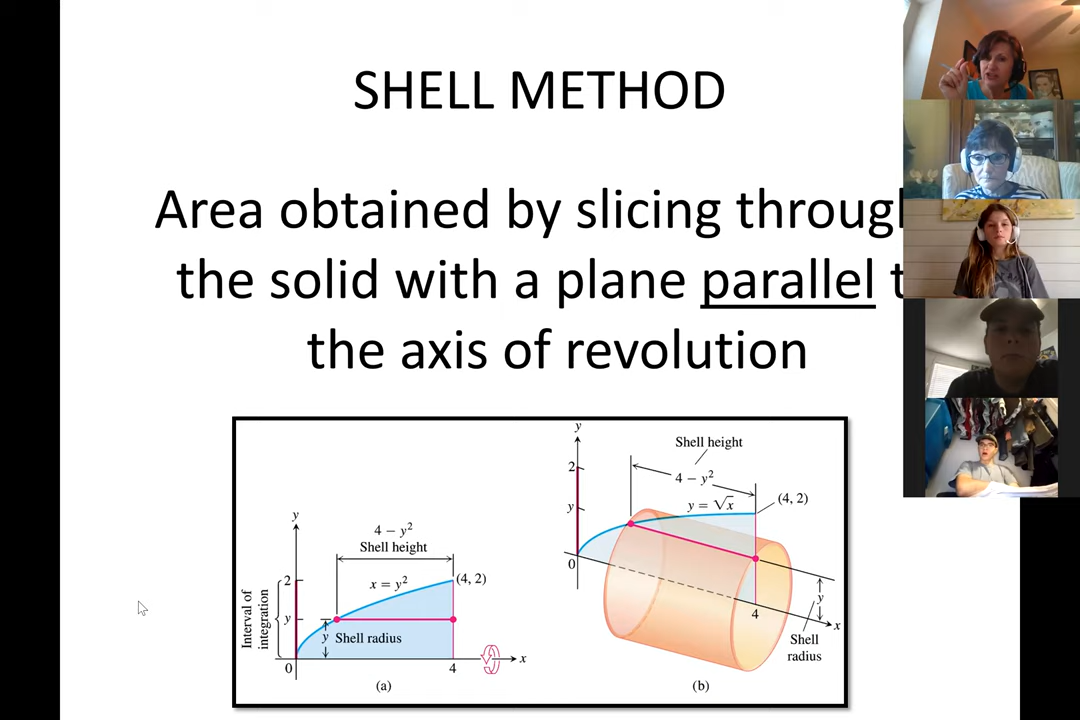 SHELL METHOD
Area obtained by slicing
the solid with a plane parallel
the axis of revolution
y
4 − y²
Shell height
2
x = y²
(4, 2)
Interval of
integration
y
y
Shell radius
0
4
x
(a)
y
Shell height
2
4 − y²
y = √x
(4, 2)
y
0
4
y
x
Shell
radius
(b)